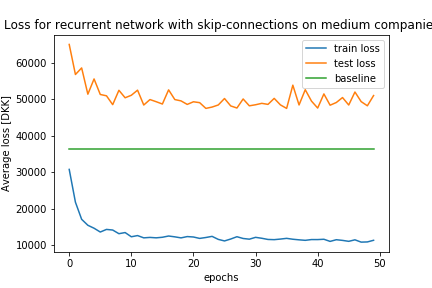 Loss for recurrent network with skip-connections on medium companie
train loss
test loss
baseline
Average loss [DKK]
60000
50000
40000
30000
20000
10000
0
10
20
30
40
50
epochs